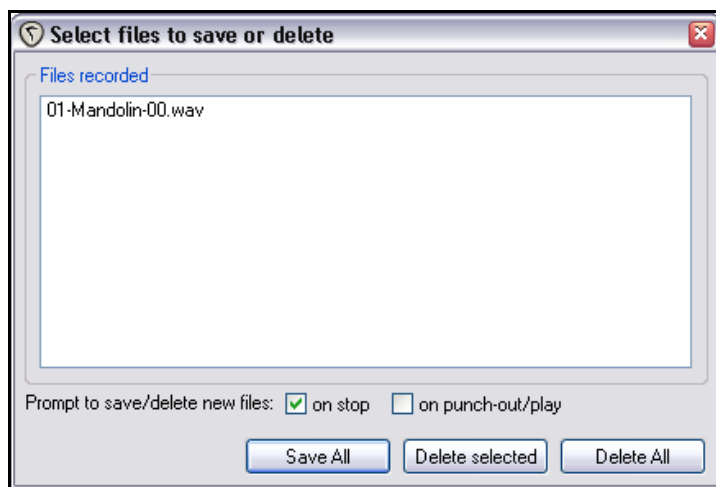 Select files to save or delete
Files recorded
01-Mandolin-00.wav
Prompt to save/delete new files: on stop on punch-out/play
Save All Delete selected Delete All